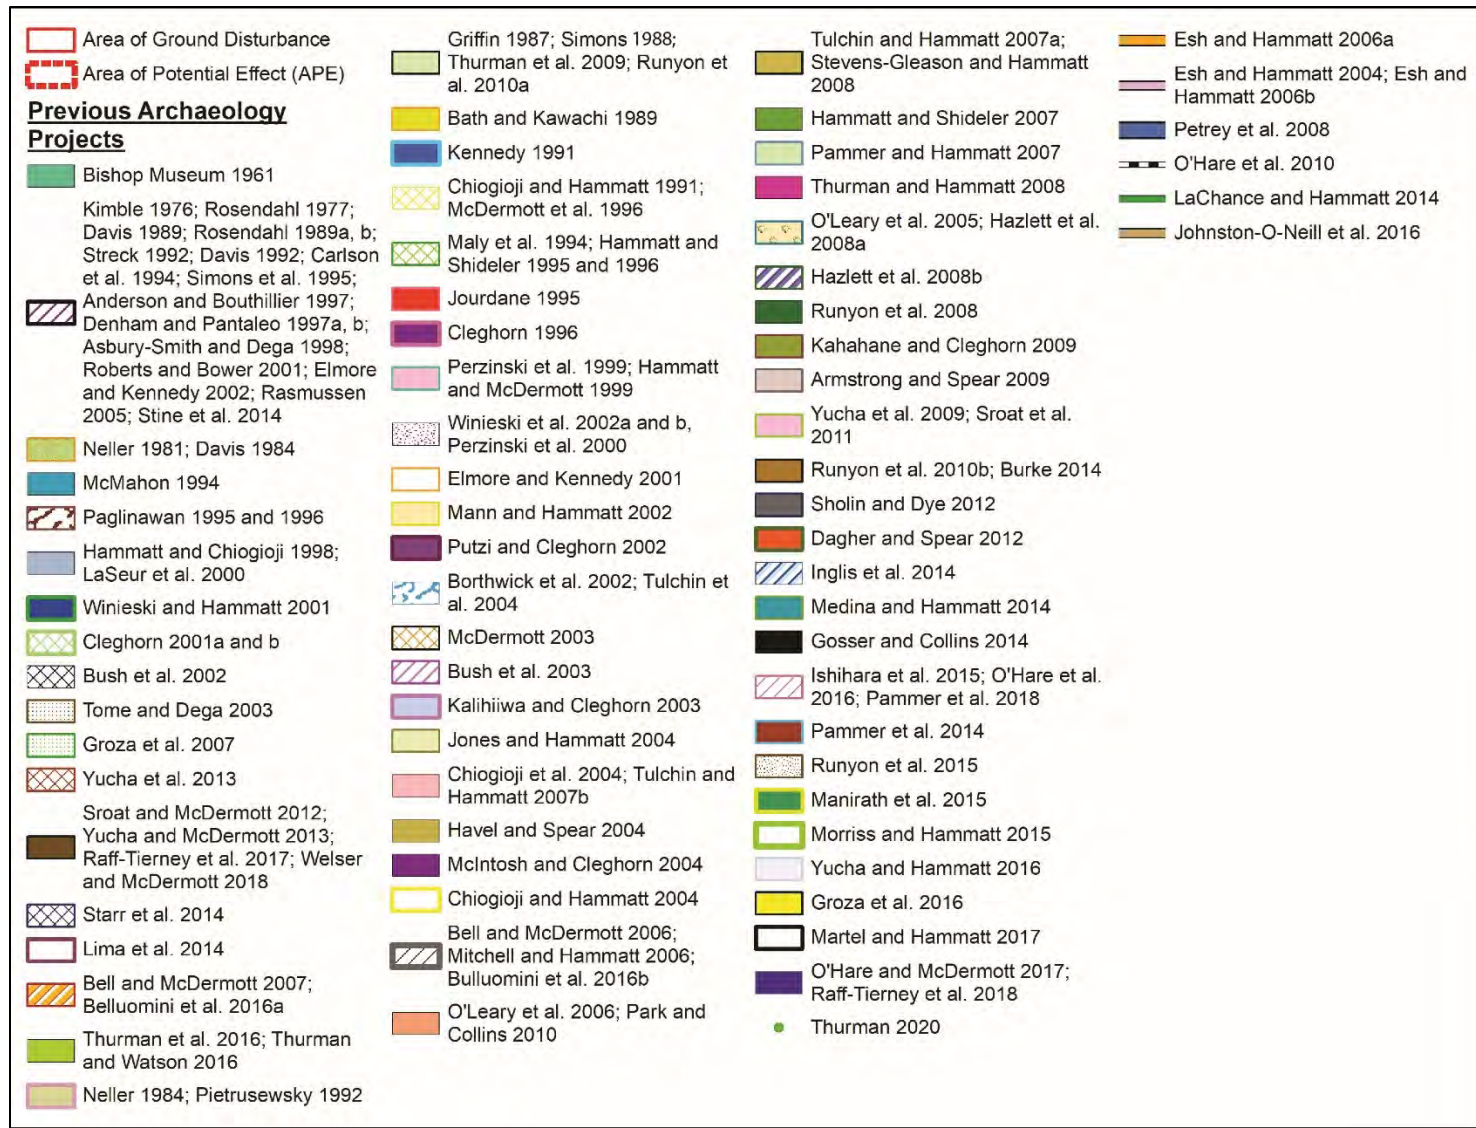 Area of Ground Disturbance
Area of Potential Effect (APE)
Previous Archaeology
Projects
Bishop Museum 1961
Kimble 1976; Rosendahl 1977;
Davis 1989; Rosendahl 1989a, b;
Streck 1992; Davis 1992; Carlson
et al. 1994; Simons et al. 1995;
Anderson and Bouthillier 1997;
Denham and Pantaleo 1997a, b;
Asbury-Smith and Dega 1998;
Roberts and Bower 2001; Elmore
and Kennedy 2002; Rasmussen
2005; Stine et al. 2014
Neller 1981; Davis 1984
McMahon 1994
Paglinawan 1995 and 1996
Hammatt and Chiogioji 1998;
LaSeur et al. 2000
Winieski and Hammatt 2001
Cleghorn 2001a and b
Bush et al. 2002
Tome and Dega 2003
Groza et al. 2007
Yucha et al. 2013
Sroat and McDermott 2012;
Yucha and McDermott 2013;
Raff-Tierney et al. 2017; Welser
and McDermott 2018
Starr et al. 2014
Lima et al. 2014
Bell and McDermott 2007;
Belluomini et al. 2016a
Thurman et al. 2016; Thurman
and Watson 2016
Neller 1984; Pietrusewsky 1992
Griffin 1987; Simons 1988;
Thurman et al. 2009; Runyon et
al. 2010a
Bath and Kawachi 1989
Kennedy 1991
Chiogioji and Hammatt 1991;
McDermott et al. 1996
Maly et al. 1994; Hammatt and
Shideler 1995 and 1996
Jourdane 1995
Cleghorn 1996
Perzinski et al. 1999; Hammatt
and McDermott 1999
Winieski et al. 2002a and b,
Perzinski et al. 2000
Elmore and Kennedy 2001
Mann and Hammatt 2002
Putzi and Cleghorn 2002
Borthwick et al. 2002; Tulchin et
al. 2004
McDermott 2003
Bush et al. 2003
Kalihiiwa and Cleghorn 2003
Jones and Hammatt 2004
Chiogioji et al. 2004; Tulchin and
Hammatt 2007b
Havel and Spear 2004
McIntosh and Cleghorn 2004
Chiogioji and Hammatt 2004
Bell and McDermott 2006;
Mitchell and Hammatt 2006;
Bulluomini et al. 2016b
O'Leary et al. 2006; Park and
Collins 2010
Tulchin and Hammatt 2007a;
Stevens-Gleason and Hammatt
2008
Hammatt and Shideler 2007
Pammer and Hammatt 2007
Thurman and Hammatt 2008
O'Leary et al. 2005; Hazlett et al.
2008a
Hazlett et al. 2008b
Runyon et al. 2008
Kahahane and Cleghorn 2009
Armstrong and Spear 2009
Yucha et al. 2009; Sroat et al.
2011
Runyon et al. 2010b; Burke 2014
Sholin and Dye 2012
Dagher and Spear 2012
Inglis et al. 2014
Medina and Hammatt 2014
Gosser and Collins 2014
Ishihara et al. 2015; O'Hare et al.
2016; Pammer et al. 2018
Pammer et al. 2014
Runyon et al. 2015
Manirath et al. 2015
Morriss and Hammatt 2015
Yucha and Hammatt 2016
Groza et al. 2016
Martel and Hammatt 2017
O'Hare and McDermott 2017;
Raff-Tierney et al. 2018
Thurman 2020
Esh and Hammatt 2006a
Esh and Hammatt 2004; Esh and
Hammatt 2006b
Petrey et al. 2008
O'Hare et al. 2010
LaChance and Hammatt 2014
Johnston-O-Neill et al. 2016